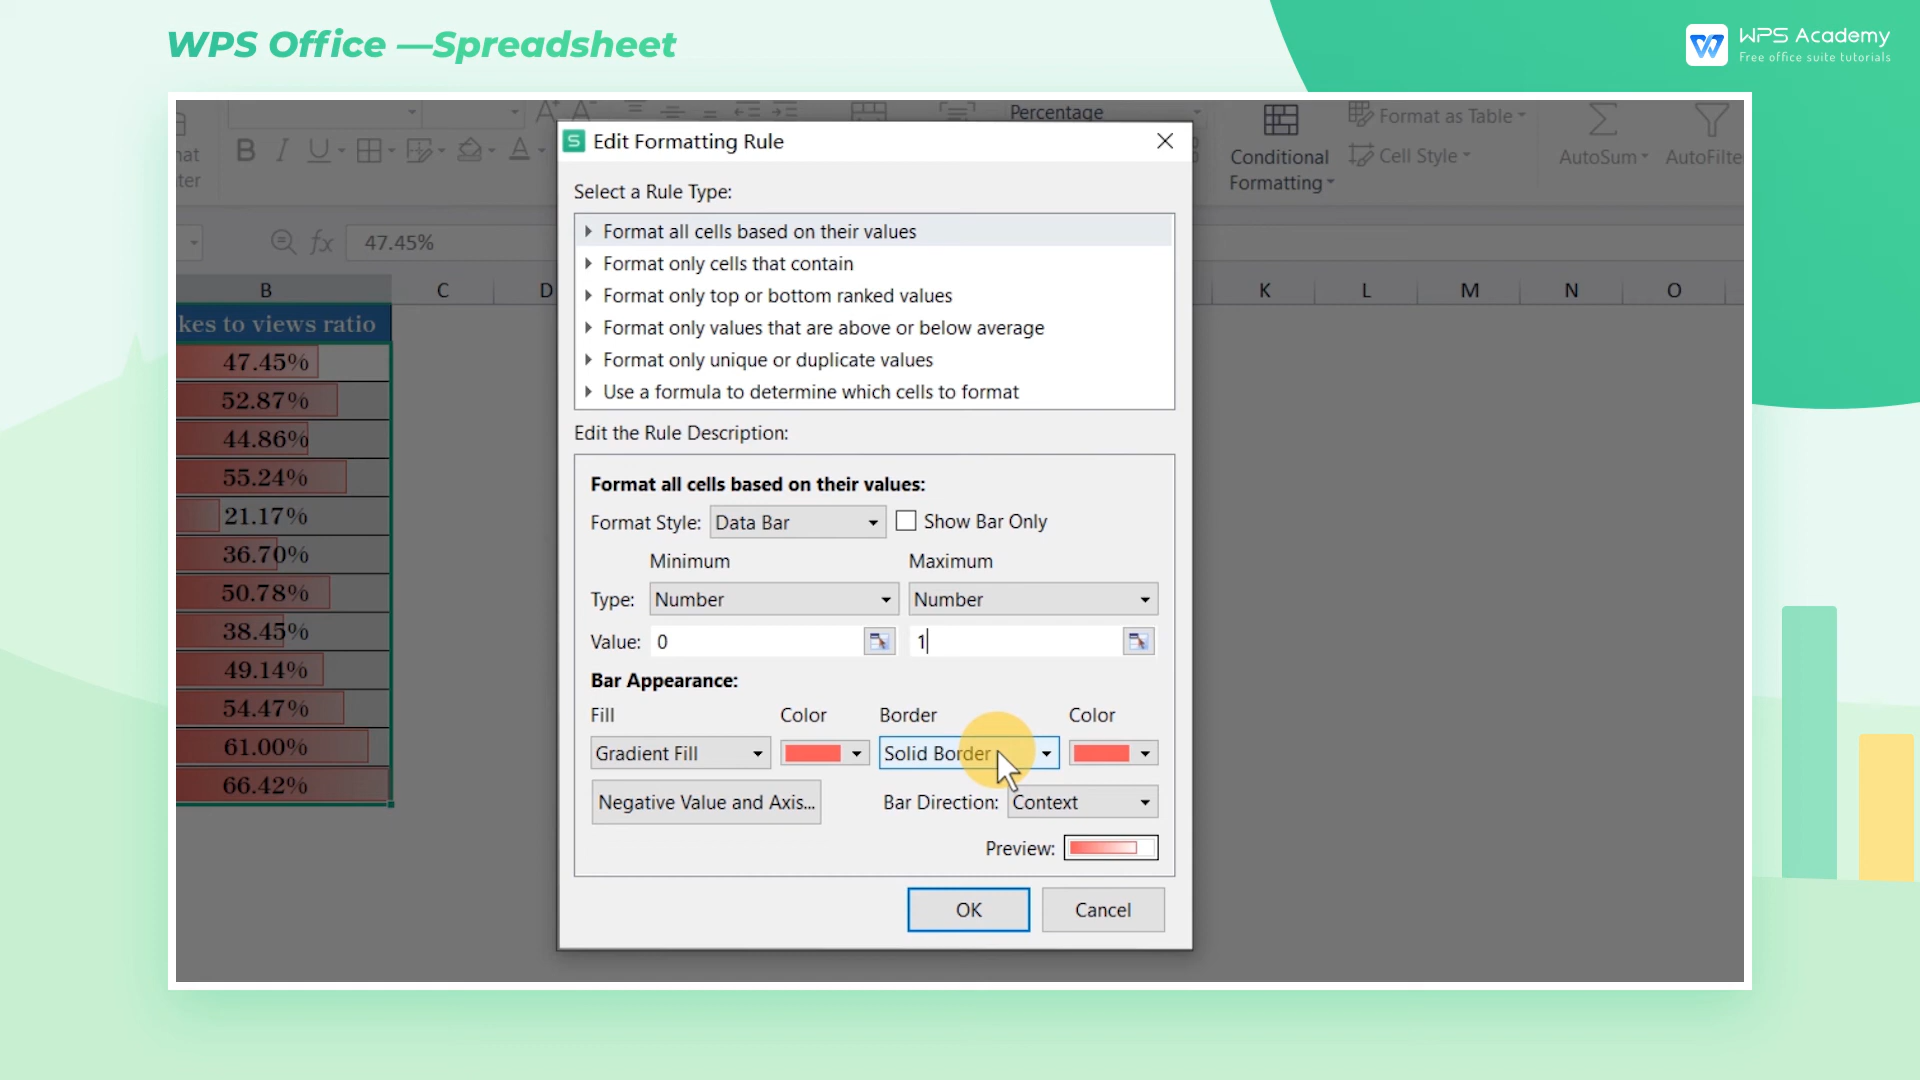 WPS Office —Spreadsheet
WPS Academy
Free office suite tutorials
Percentage
Format as Table
B I U A
Conditional
Formatting
Cell Style
AutoSum
AutoFilte
nat
ter
fx
47.45%
B C D K L M N O
kes to views ratio
47.45%
52.87%
44.86%
55.24%
21.17%
36.70%
50.78%
38.45%
49.14%
54.47%
61.00%
66.42%
S Edit Formatting Rule
Select a Rule Type:
Format all cells based on their values
Format only cells that contain
Format only top or bottom ranked values
Format only values that are above or below average
Format only unique or duplicate values
Use a formula to determine which cells to format
Edit the Rule Description:
Format all cells based on their values:
Format Style: Data Bar Show Bar Only
Minimum Maximum
Type: Number Number
Value: 0 1
Bar Appearance:
Fill Color Border Color
Gradient Fill Solid Border
Negative Value and Axis... Bar Direction: Context
Preview:
OK Cancel